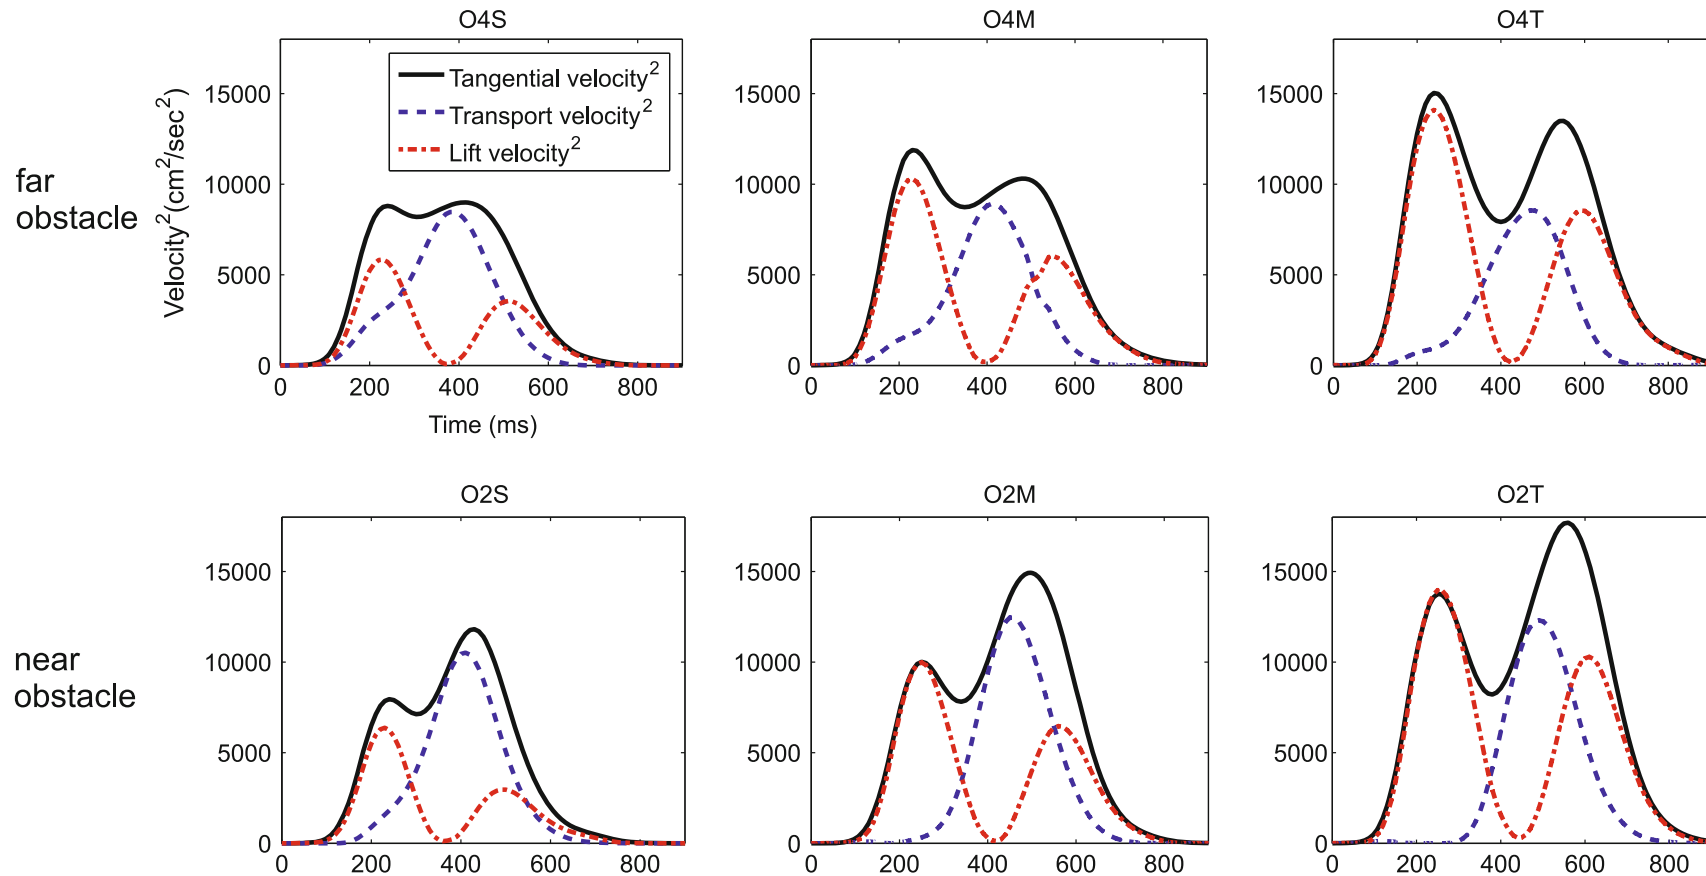 O4S
O4M
O4T
far
obstacle
Velocity²(cm²/sec²)
15000
10000
5000
0
Tangential velocity²
Transport velocity²
Lift velocity²
0 200 400 600 800
Time (ms)
15000
10000
5000
0
0 200 400 600 800
15000
10000
5000
0
0 200 400 600 800
O2S
O2M
O2T
near
obstacle
15000
10000
5000
0
0 200 400 600 800
15000
10000
5000
0
0 200 400 600 800
15000
10000
5000
0
0 200 400 600 800